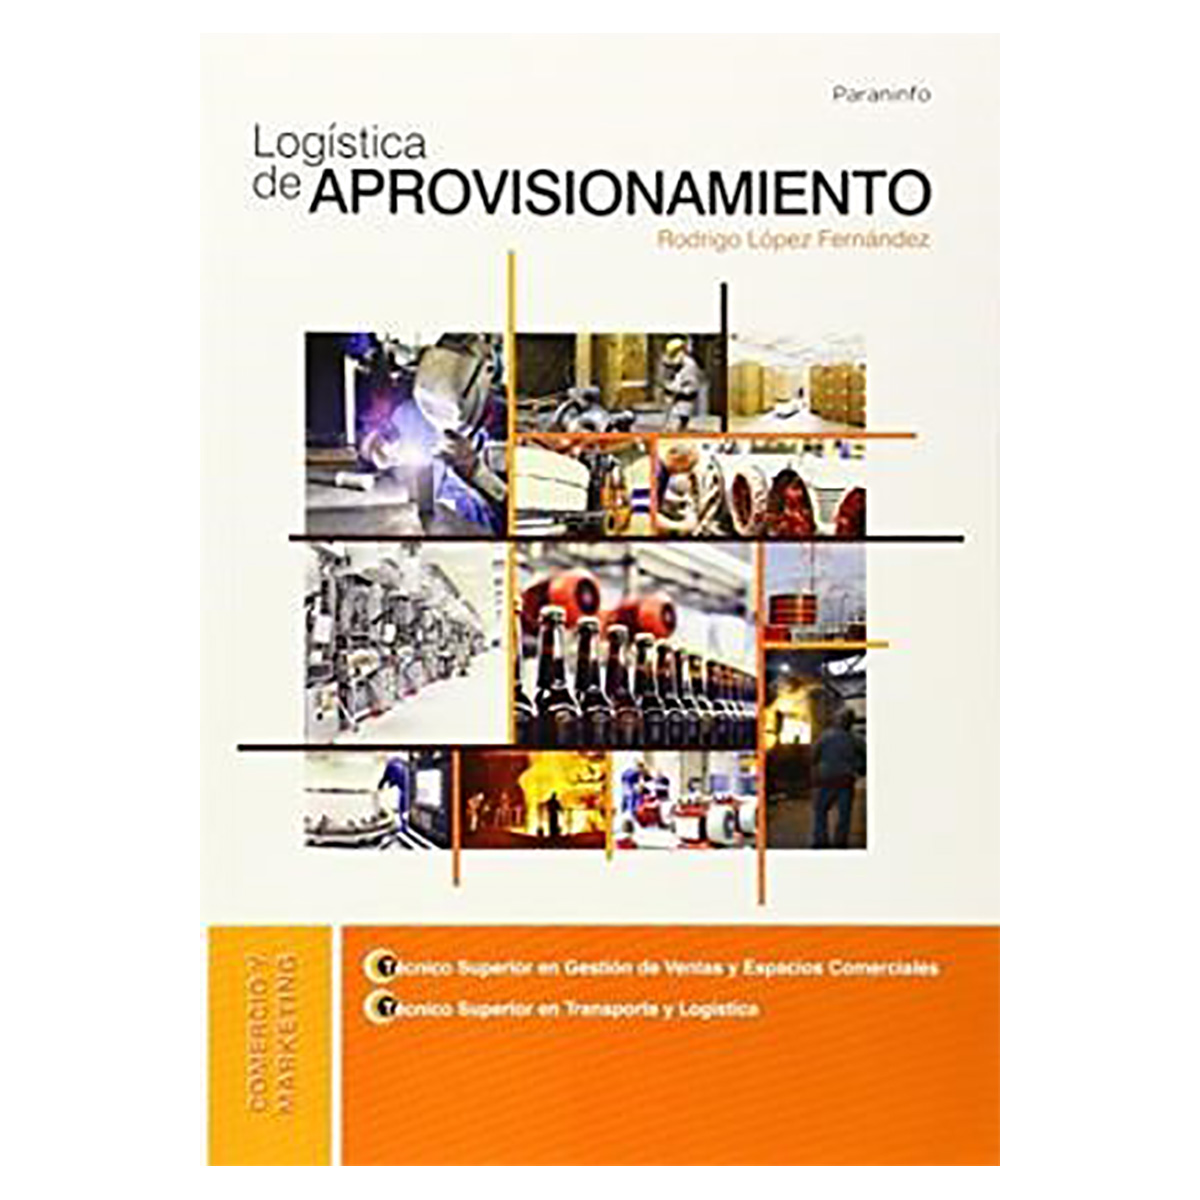 Paraninfo
Logística
de APROVISIONAMIENTO
Rodrigo López Fernández
Técnico Superior en Gestión de Ventas y Espacios Comerciales
Técnico Superior en Transporte y Logística
COMERCIO Y
MARKETING